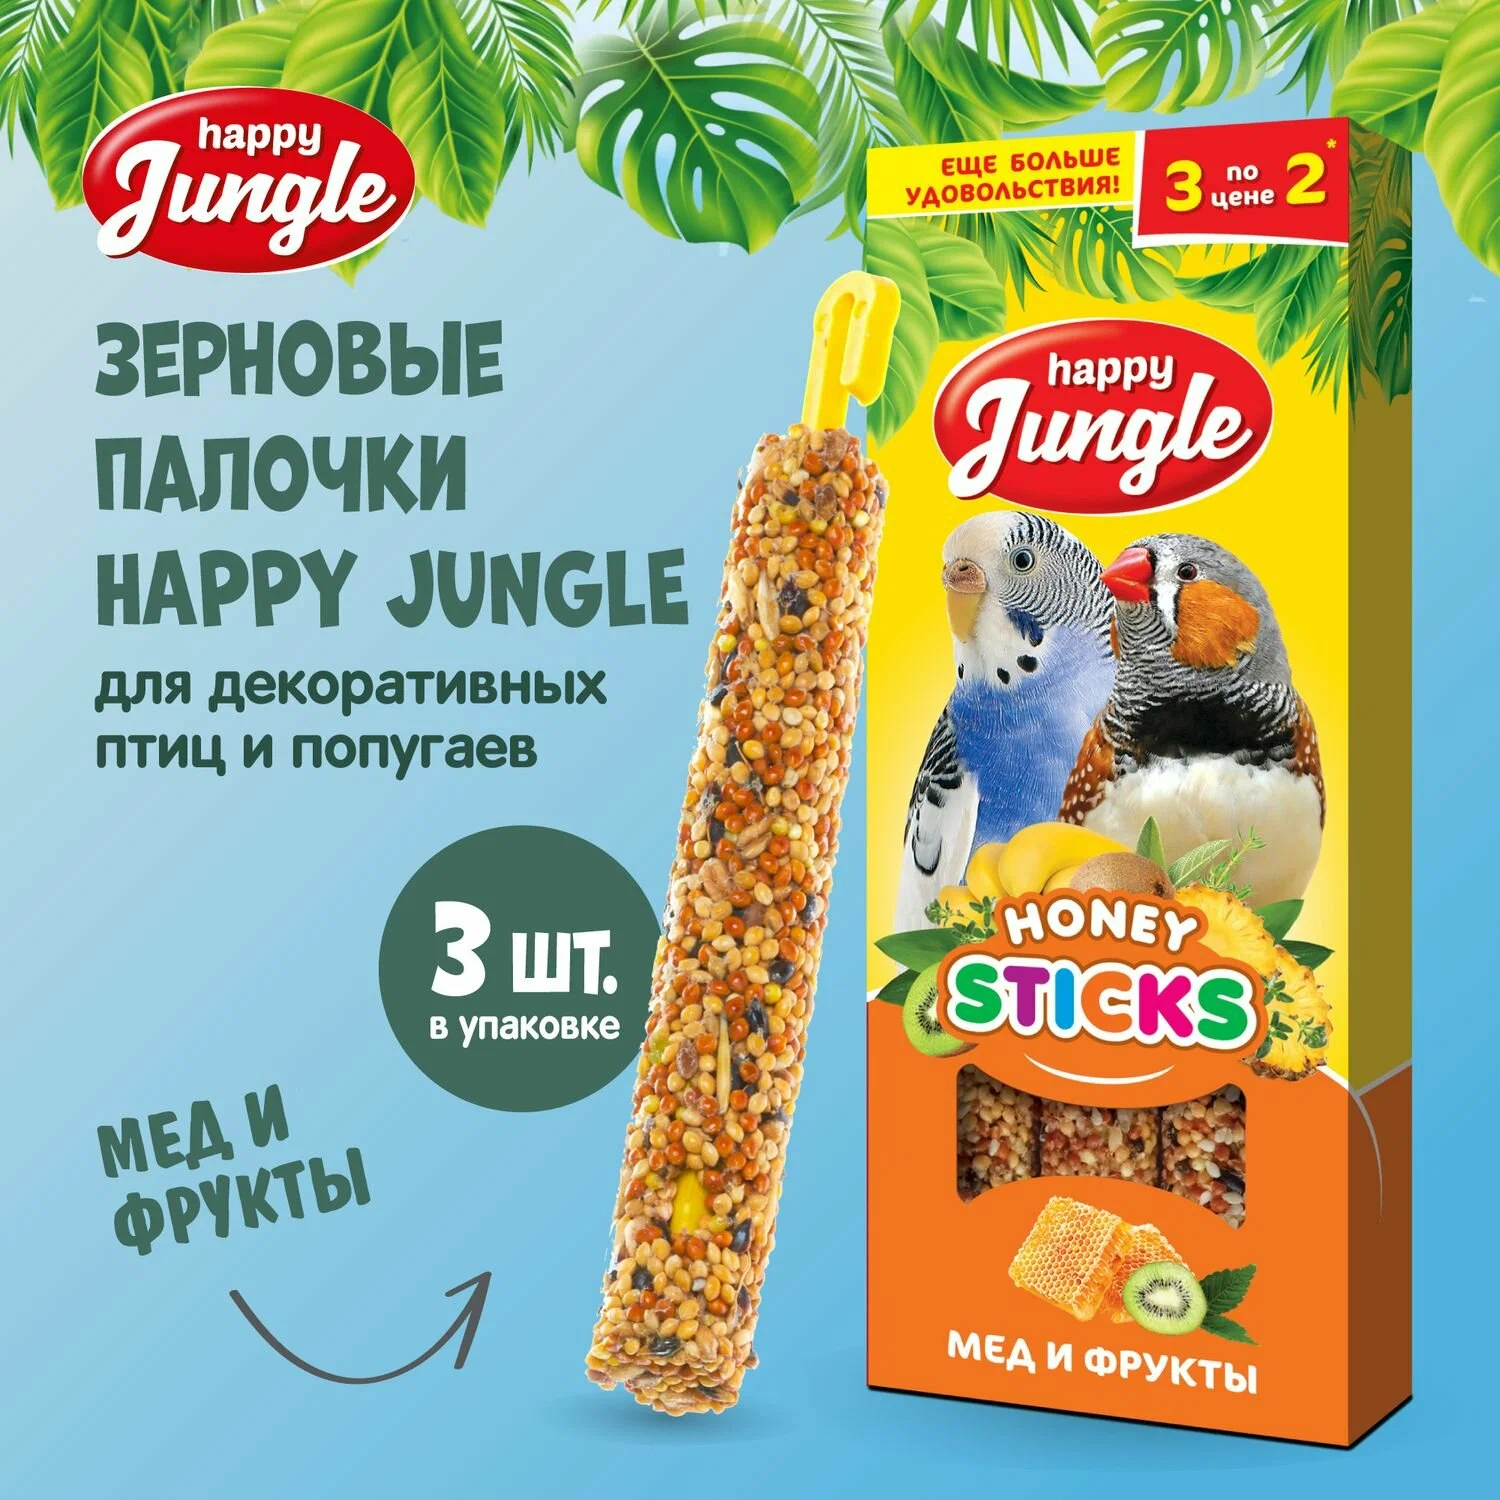 happy
Jungle
ЗЕРНОВЫЕ
ПАЛОЧКИ
HAPPY JUNGLE
для декоративных
птиц и попугаев
3 шт.
в упаковке
МЕД И
ФРУКТЫ
ЕЩЕ БОЛЬШЕ
УДОВОЛЬСТВИЯ!
3 по цене 2*
happy
Jungle
HONEY
STICKS
МЕД И ФРУКТЫ